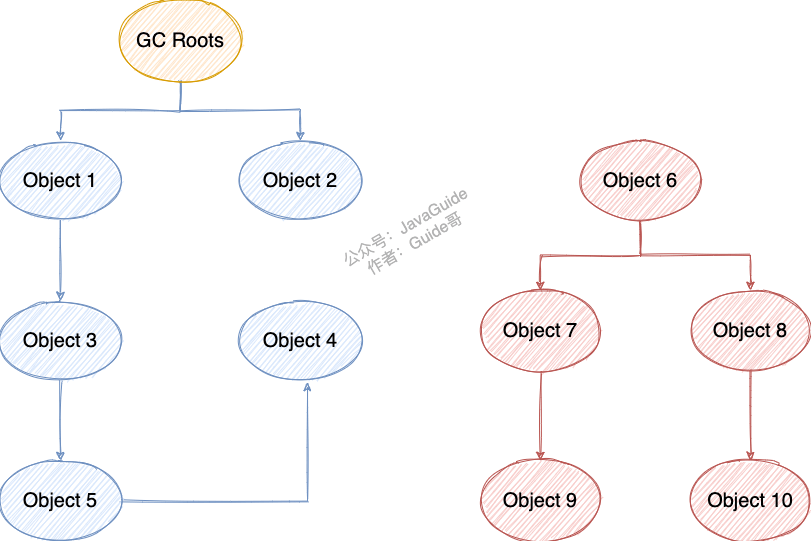 GC Roots
Object 1
Object 2
Object 6
公众号：JavaGuide
作者：Guide哥
Object 3
Object 4
Object 7
Object 8
Object 5
Object 9
Object 10